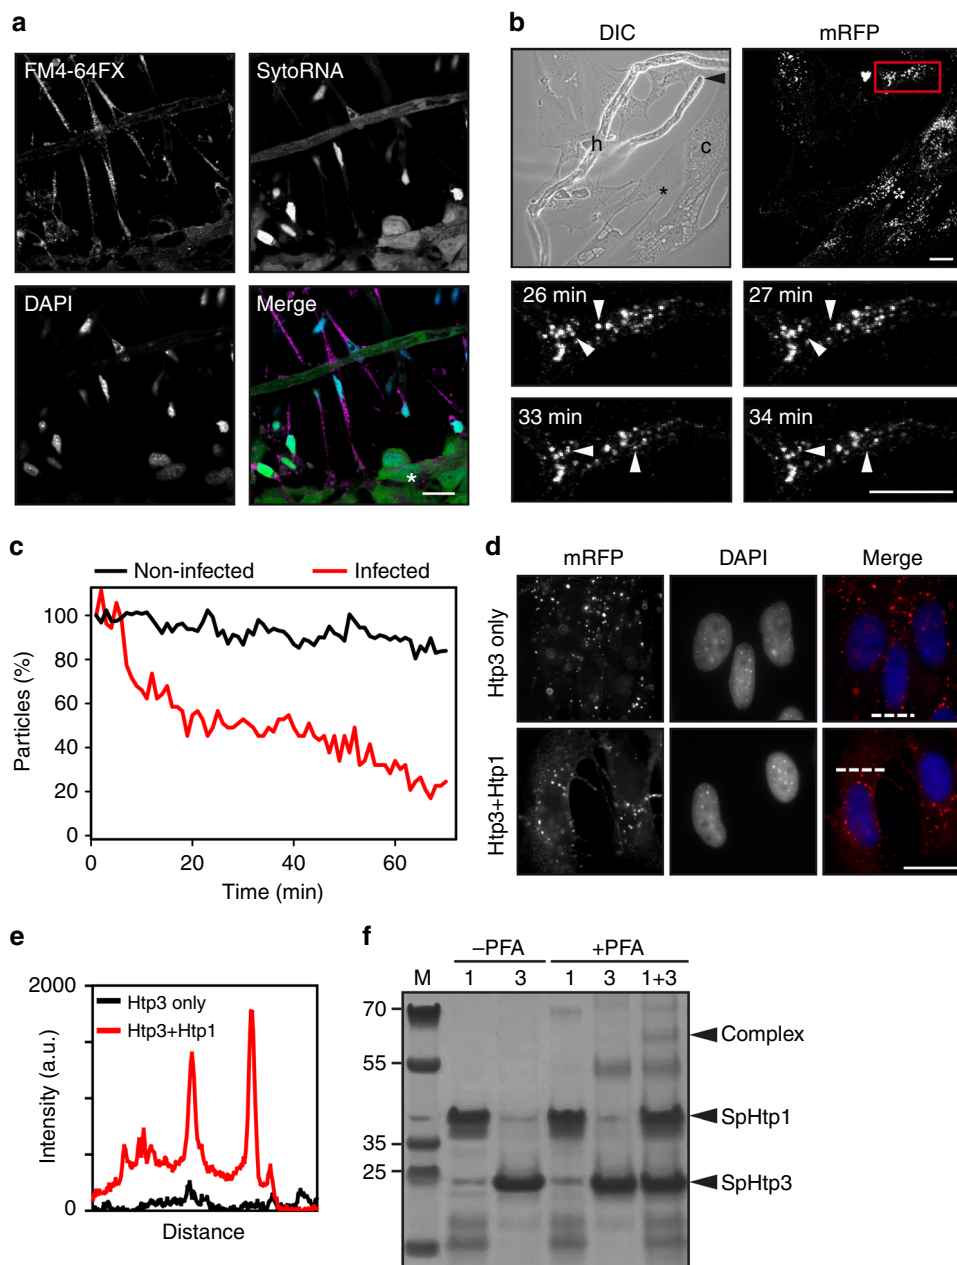 a
FM4-64FX
SytoRNA
DAPI
Merge
*
b
DIC
mRFP
h
c
*
*
26 min
27 min
33 min
34 min
c
Non-infected
Infected
Particles (%)
100
80
60
40
20
0
0
20
40
60
Time (min)
d
mRFP
DAPI
Merge
Htp3 only
Htp3+Htp1
e
Intensity (a.u.)
2000
0
Htp3 only
Htp3+Htp1
Distance
f
–PFA
+PFA
M
1
3
1
3
1+3
70
55
35
25
Complex
SpHtp1
SpHtp3